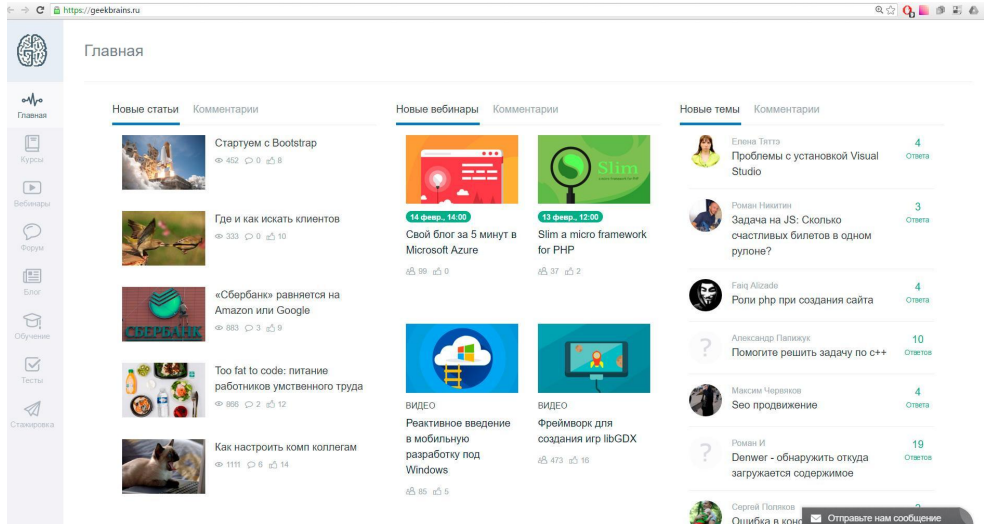 https://geekbrains.ru
Главная
Главная
Курсы
Вебинары
Форум
Блог
Обучение
Тесты
Стажировка
Новые статьи Комментарии
Стартуем с Bootstrap
452 0 8
Где и как искать клиентов
333 0 10
СБЕРБАНК
«Сбербанк» равняется на
Amazon или Google
883 3 9
Too fat to code: питание
работников умственного труда
866 2 12
Как настроить комп коллегам
1111 6 14
Новые вебинары Комментарии
14 февр., 14:00
Свой блог за 5 минут в
Microsoft Azure
99 0
Slim
13 февр., 12:00
Slim a micro framework
for PHP
37 2
ВИДЕО
Реактивное введение
в мобильную
разработку под
Windows
85 5
ВИДЕО
Фреймворк для
создания игр libGDX
473 16
Новые темы Комментарии
Елена Тяттэ
Проблемы с установкой Visual
Studio
4
Ответа
Роман Никитин
Задача на JS: Сколько
счастливых билетов в одном
рулоне?
3
Ответа
Faiq Alizade
Роли php при создания сайта
4
Ответа
Александр Папижук
Помогите решить задачу по с++
10
Ответов
Максим Червяков
Seo продвижение
4
Ответа
Роман И
Denwer - обнаружить откуда
загружается содержимое
19
Ответов
Сергей Поляков
Ошибка в
Отправьте нам сообщение